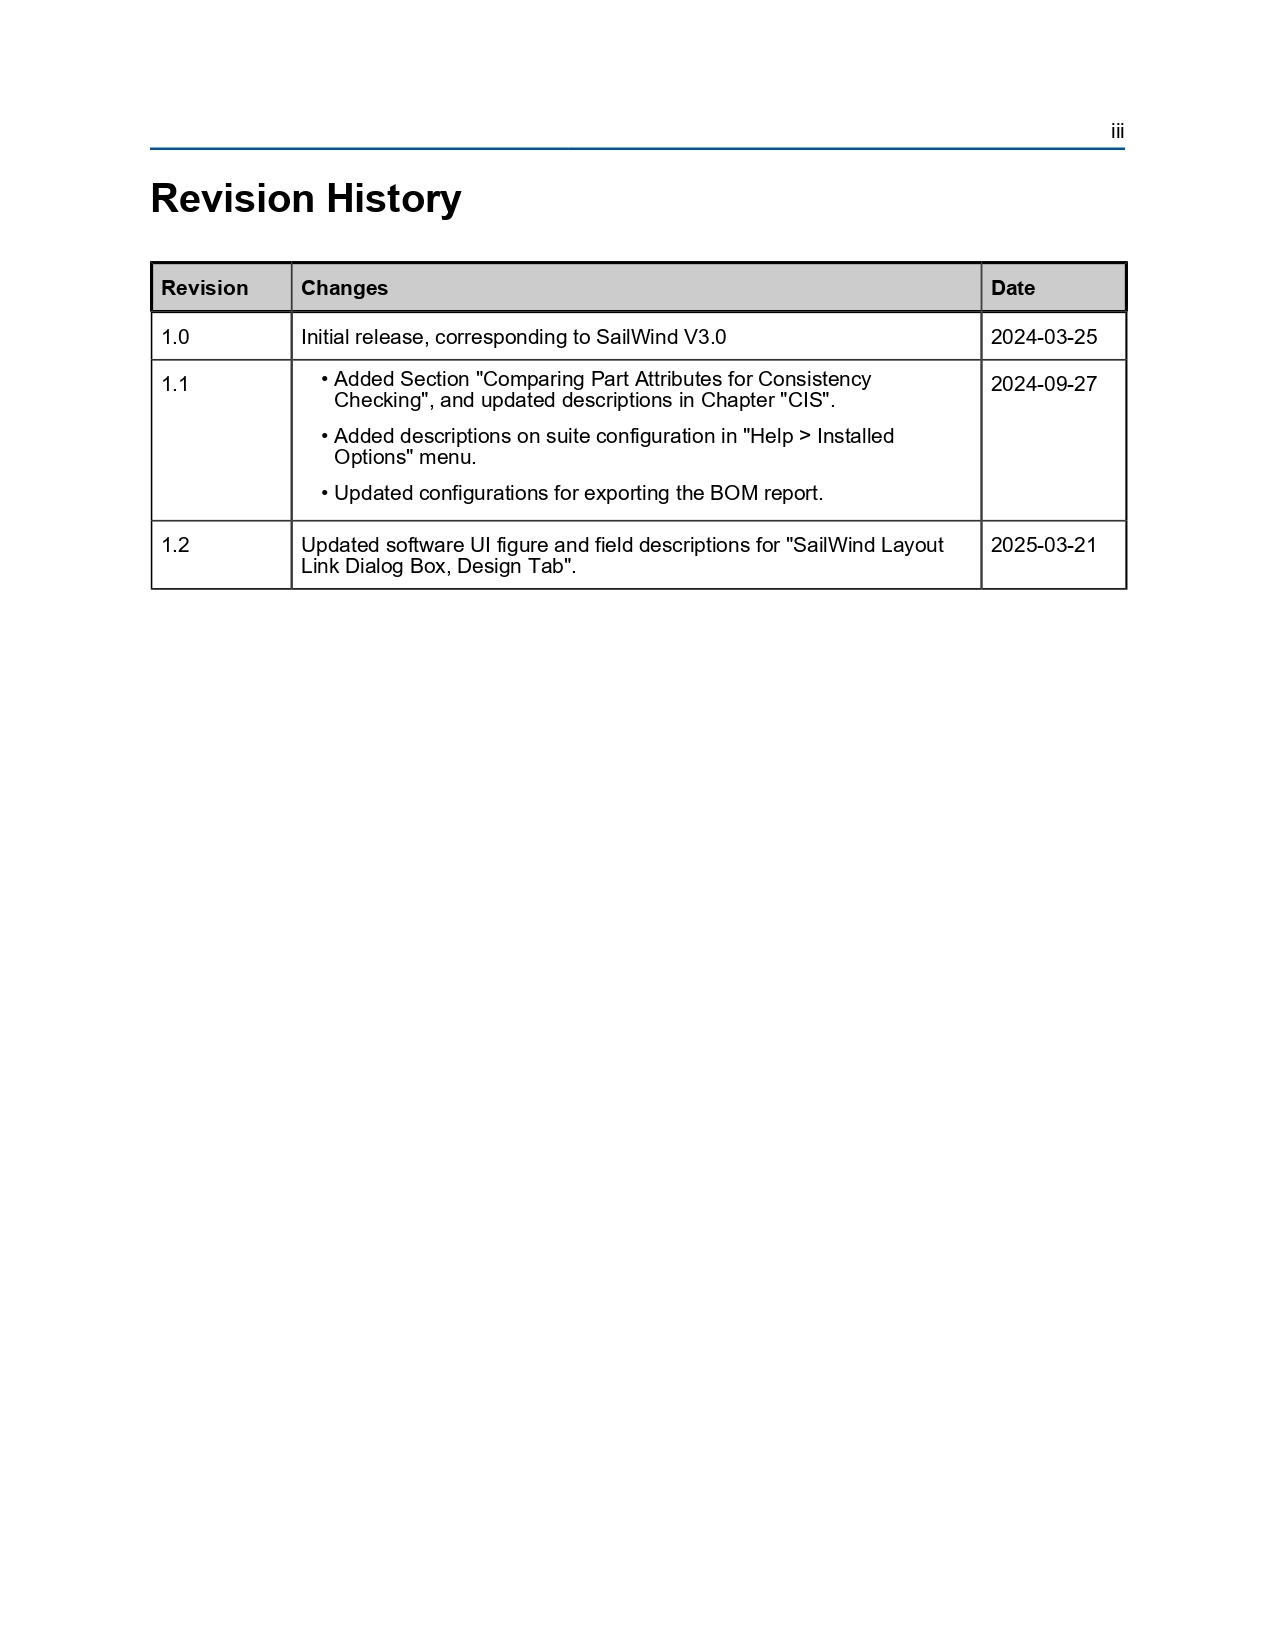 iii
Revision History
Revision Changes Date
1.0 Initial release, corresponding to SailWind V3.0 2024-03-25
1.1 • Added Section "Comparing Part Attributes for Consistency 2024-09-27
Checking", and updated descriptions in Chapter "CIS".
• Added descriptions on suite configuration in "Help > Installed
Options" menu.
• Updated configurations for exporting the BOM report.
1.2 Updated software UI figure and field descriptions for "SailWind Layout 2025-03-21
Link Dialog Box, Design Tab".